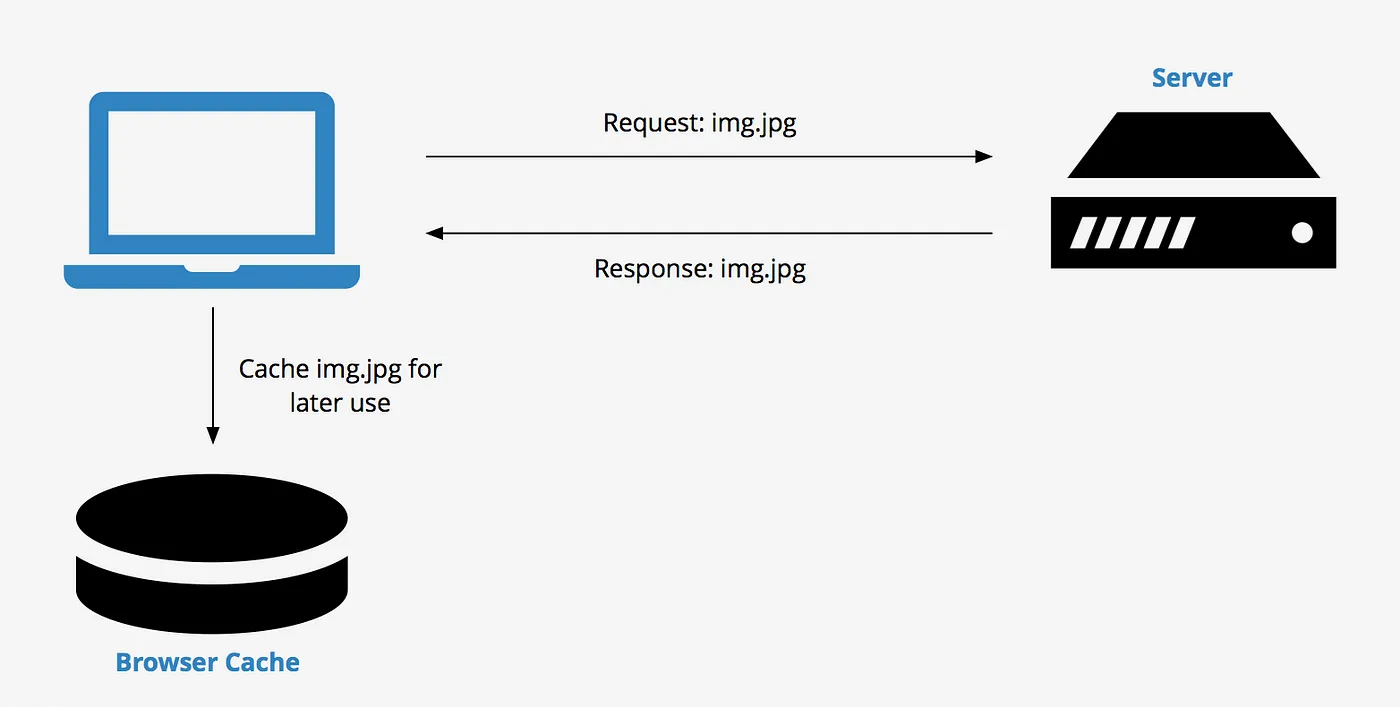 Server
Request: img.jpg
Response: img.jpg
Cache img.jpg for
later use
Browser Cache